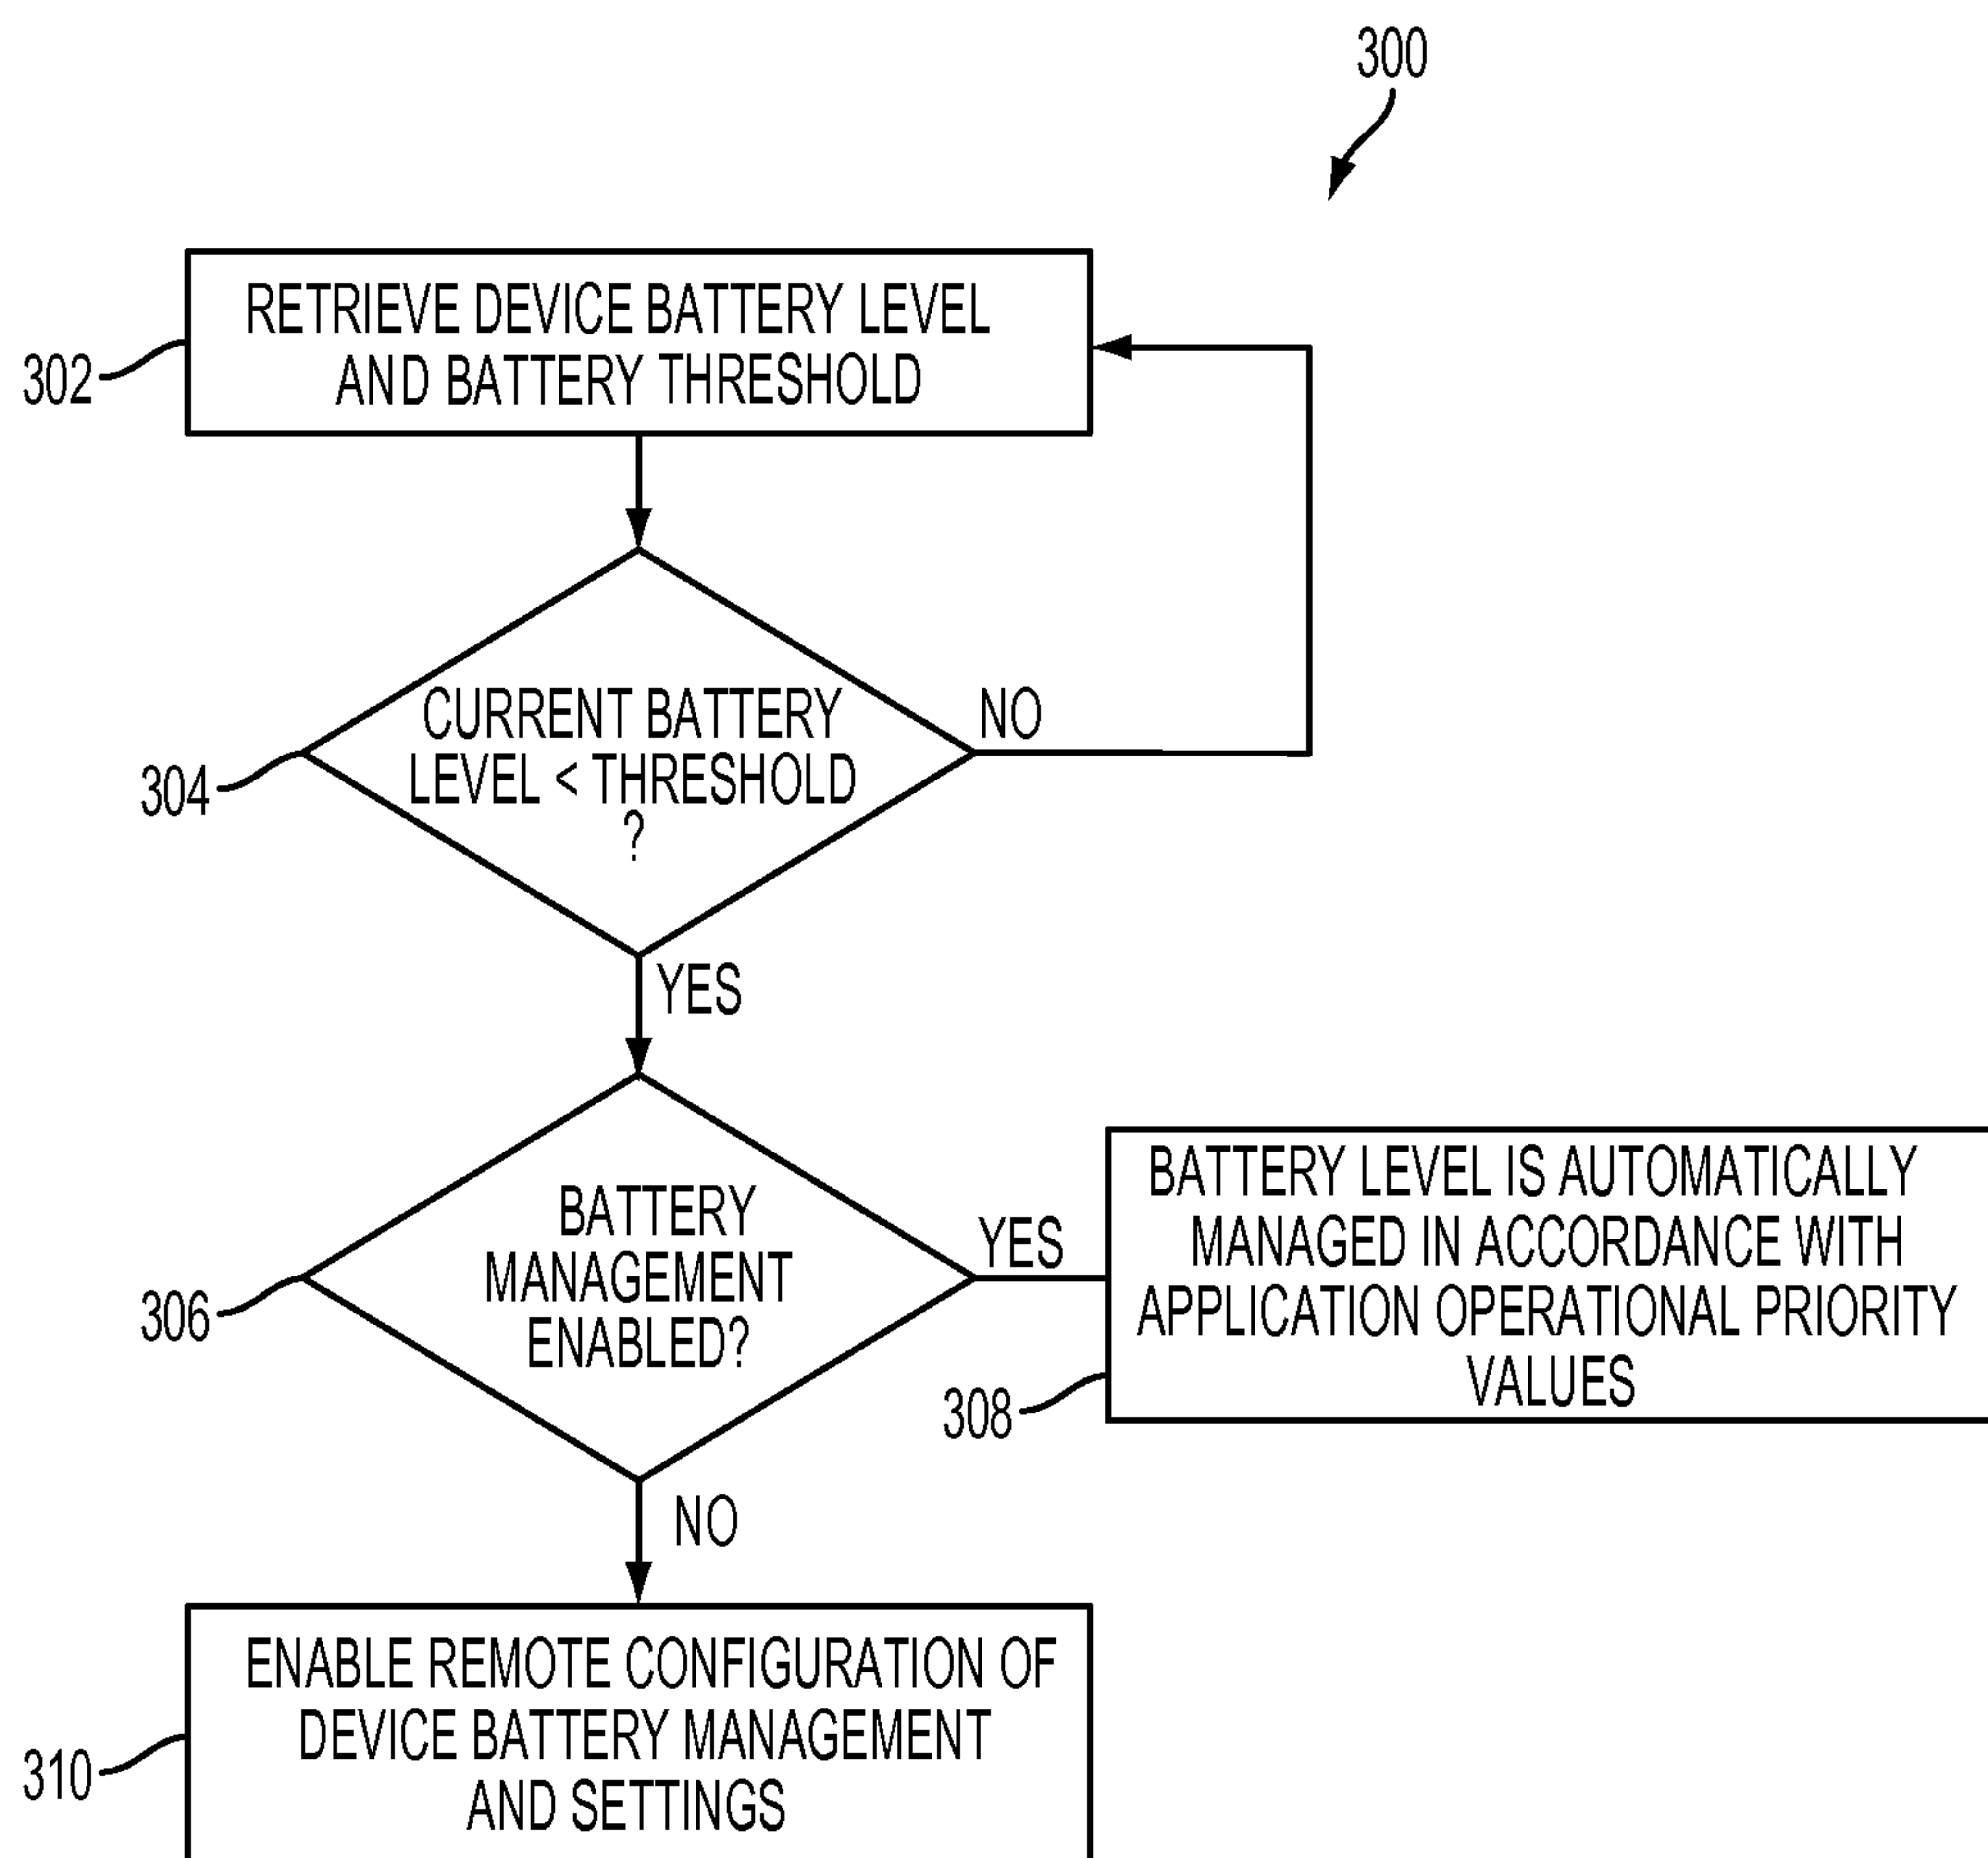 300
RETRIEVE DEVICE BATTERY LEVEL
AND BATTERY THRESHOLD
302
CURRENT BATTERY
LEVEL < THRESHOLD
?
NO
304
YES
BATTERY
MANAGEMENT
ENABLED?
YES
306
BATTERY LEVEL IS AUTOMATICALLY
MANAGED IN ACCORDANCE WITH
APPLICATION OPERATIONAL PRIORITY
VALUES
308
NO
ENABLE REMOTE CONFIGURATION OF
DEVICE BATTERY MANAGEMENT
AND SETTINGS
310